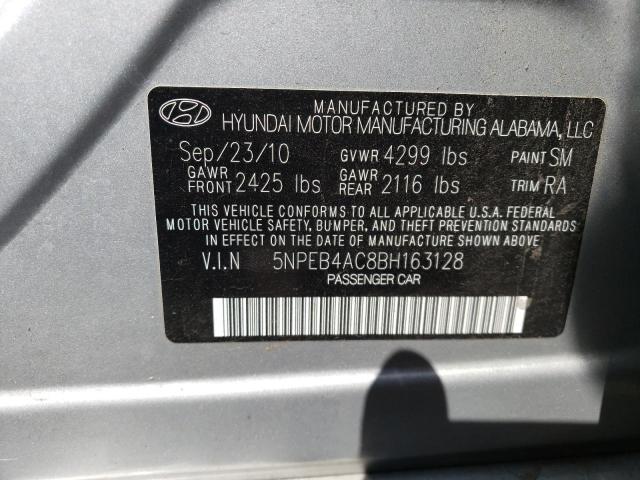 MANUFACTURED BY
HYUNDAI MOTOR MANUFACTURING ALABAMA, LLC
Sep/23/10 GVWR 4299 lbs PAINT SM
GAWR FRONT 2425 lbs GAWR REAR 2116 lbs TRIM RA
THIS VEHICLE CONFORMS TO ALL APPLICABLE U.S.A. FEDERAL
MOTOR VEHICLE SAFETY, BUMPER, AND THEFT PREVENTION STANDARDS
IN EFFECT ON THE DATE OF MANUFACTURE SHOWN ABOVE
V.I.N 5NPEB4AC8BH163128
PASSENGER CAR